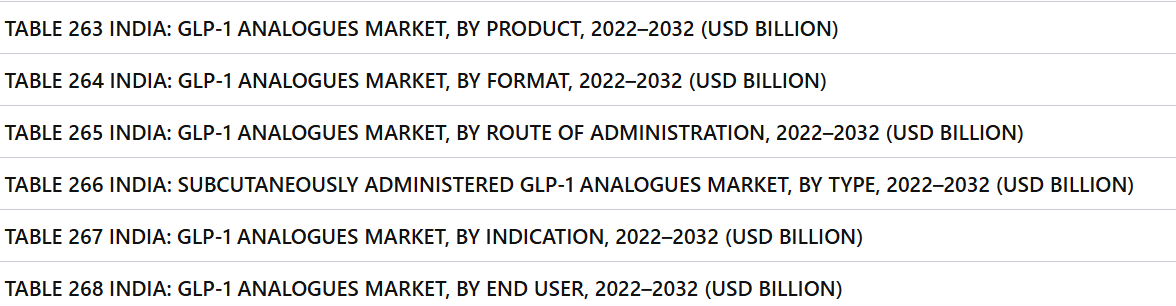 TABLE 263 INDIA: GLP-1 ANALOGUES MARKET, BY PRODUCT, 2022–2032 (USD BILLION)
TABLE 264 INDIA: GLP-1 ANALOGUES MARKET, BY FORMAT, 2022–2032 (USD BILLION)
TABLE 265 INDIA: GLP-1 ANALOGUES MARKET, BY ROUTE OF ADMINISTRATION, 2022–2032 (USD BILLION)
TABLE 266 INDIA: SUBCUTANEOUSLY ADMINISTERED GLP-1 ANALOGUES MARKET, BY TYPE, 2022–2032 (USD BILLION)
TABLE 267 INDIA: GLP-1 ANALOGUES MARKET, BY INDICATION, 2022–2032 (USD BILLION)
TABLE 268 INDIA: GLP-1 ANALOGUES MARKET, BY END USER, 2022–2032 (USD BILLION)